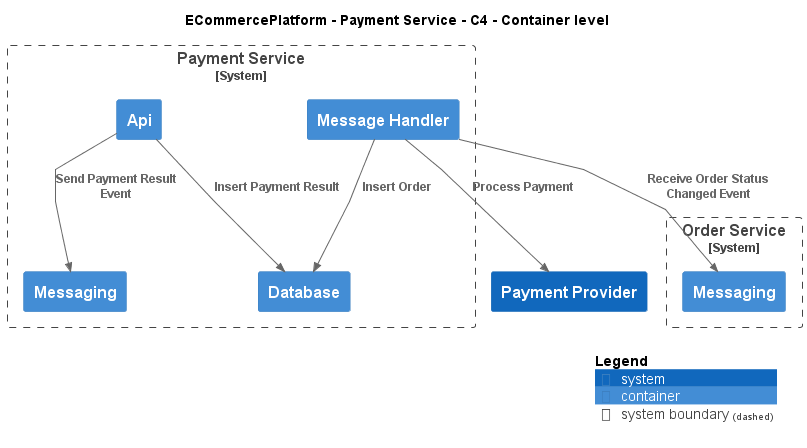 ECommercePlatform - Payment Service - C4 - Container level
Payment Service
[System]
Api
Message Handler
Send Payment Result
Event
Insert Payment Result
Insert Order
Process Payment
Receive Order Status
Changed Event
Order Service
[System]
Messaging
Database
Payment Provider
Messaging
Legend
system
container
system boundary (dashed)